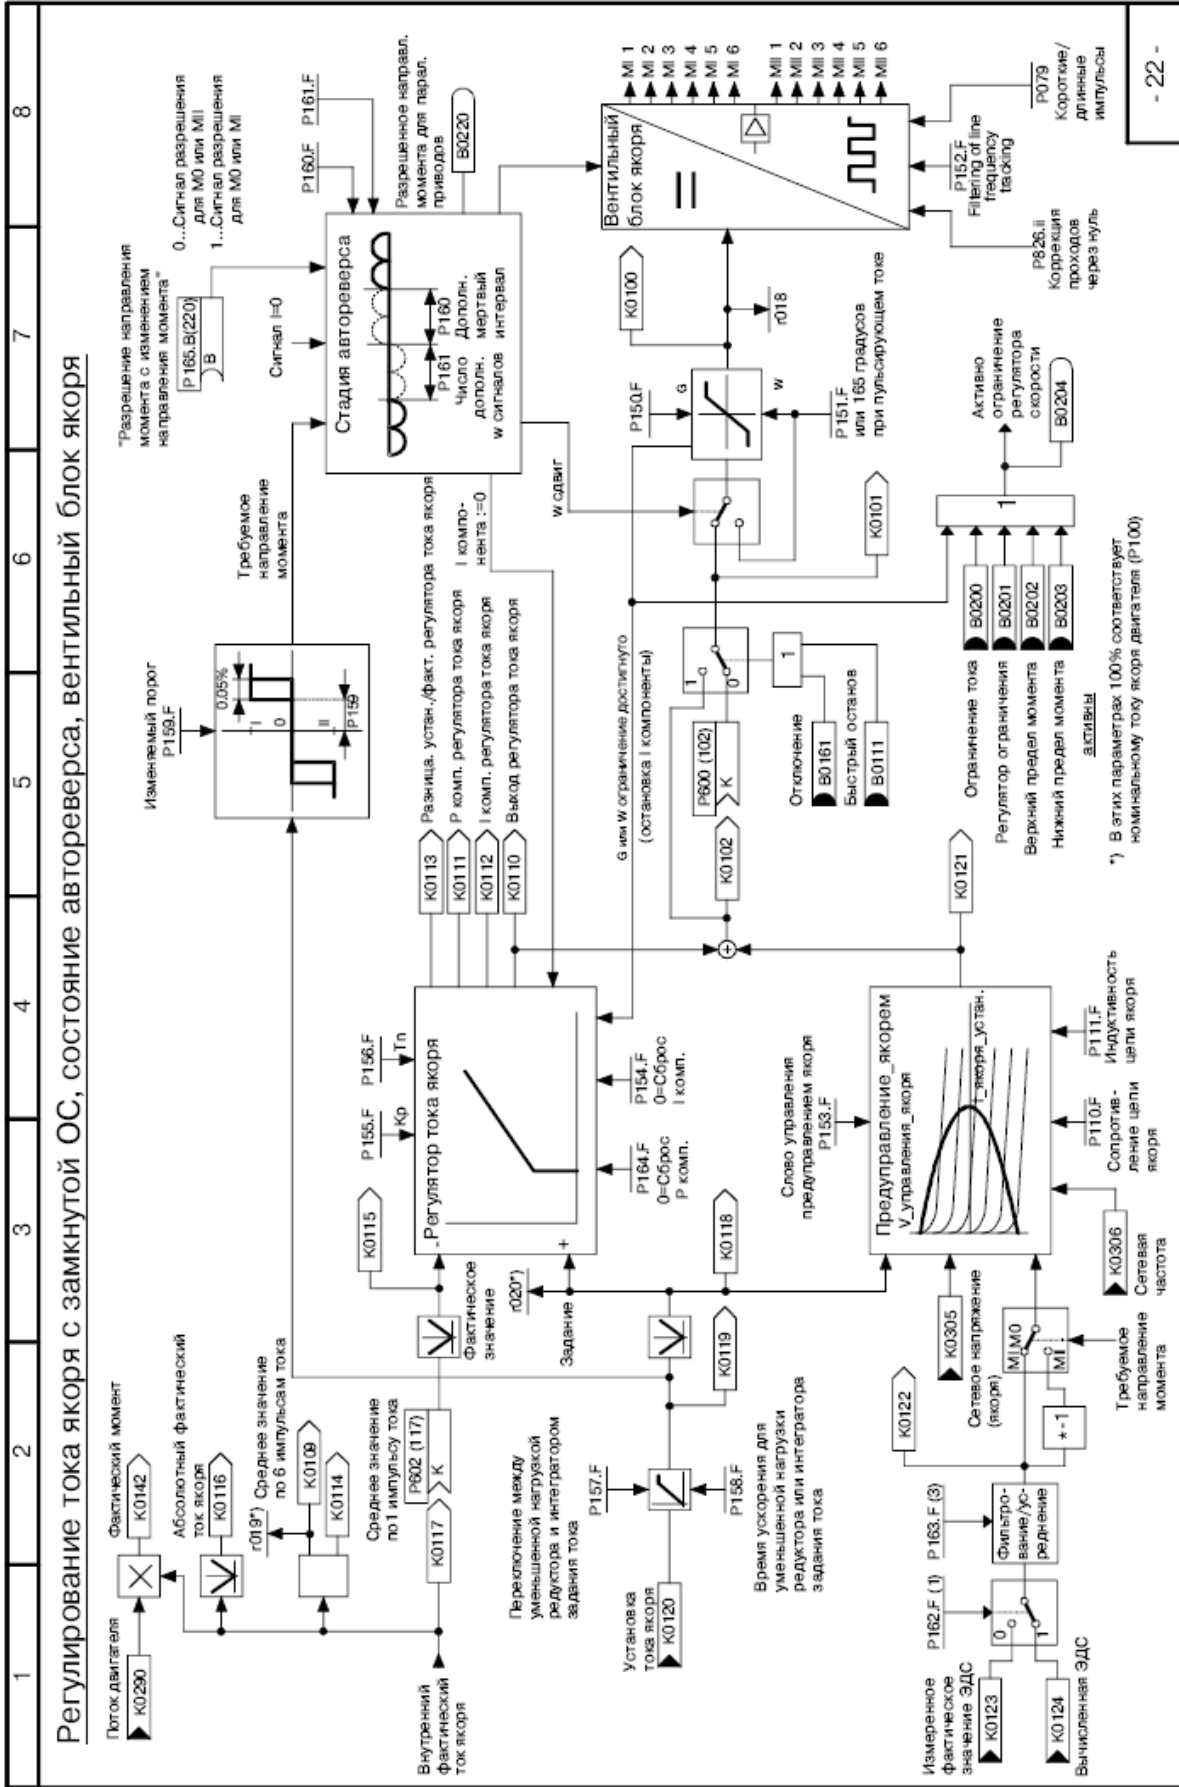 1
2
3
4
5
6
7
8
Регулирование тока якоря с замкнутой ОС, состояние автореверса, вентильный блок якоря
Поток двигателя
K0290
Фактический момент
K0142
Абсолютный фактический
ток якоря
K0116
r019*)
Среднее значение
по 6 импульсам тока
K0109
K0114
Внутренний
фактический
ток якоря
K0117
Среднее значение
по 1 импульсу тока
P602 (117)
K
Фактическое
значение
K0115
P155.F
Kp
P156.F
Tn
- Регулятор тока якоря
+
Задание
r020*)
P164.F
0=Сброс
P комп.
P154.F
0=Сброс
I комп.
K0113
Разница. устан./факт. регулятора тока якоря
K0111
P комп. регулятора тока якоря
K0112
I комп. регулятора тока якоря
K0110
Выход регулятора тока якоря
Изменяемый порог
P159.F
0.05%
I
0
II
P159
Требуемое
направление
момента
"Разрешение направления
момента с изменением
направления момента"
P165.B(220)
B
0...Сигнал разрешения
для M0 или MII
1...Сигнал разрешения
для M0 или MI
Сигнал I=0
P160.F
P161.F
Стадия автореверса
P161
Число
дополн.
w сигналов
P160
Дополн.
мертвый
интервал
Разрешенное направл.
момента для парал.
приводов
B0220
I компо-
нента :=0
w сдвиг
Переключение между
уменьшенной нагрузкой
редуктора и интегратором
задания тока
P157.F
P158.F
Установка
тока якоря
K0120
Время ускорения для
уменьшенной нагрузки
редуктора или интегратора
задания тока
K0119
K0118
G или W ограничение достигнуто
(остановка I компоненты)
K0102
P600 (102)
K
1
0
Отключение
B0161
Быстрый останов
B0111
1
K0101
P150.F
G
W
P151.F
или 165 градусов
при пульсирующем токе
K0100
r018
Вентильный
блок якоря
MI 1
MI 2
MI 3
MI 4
MI 5
MI 6
MII 1
MII 2
MII 3
MII 4
MII 5
MII 6
P826.ii
Коррекция
проходов
через нуль
P152.F
Filtering of line
frequency
tracking
P079
Короткие/
длинные
импульсы
Измеренное
фактическое
значение ЭДС
K0123
K0124
Вычисленная ЭДС
P162.F (1)
0
1
P163.F (3)
Фильтро-
вание/ус-
реднение
K0122
*-1
MI,M0
MII
Требуемое
направление
момента
Сетевое напряжение
(якоря)
K0305
K0306
Сетевая
частота
Слово управления
предуправлением якоря
P153.F
Предуправление_якорем
V_управления_якоря
I_якоря_устан.
P110.F
Сопротив-
ление цепи
якоря
P111.F
Индуктивность
цепи якоря
K0121
Ограничение тока
B0200
Регулятор ограничения
B0201
Верхний предел момента
B0202
Нижний предел момента
B0203
активны
1
Активно
ограничение
регулятора
скорости
B0204
*) В этих параметрах 100% соответствует
номинальному току якоря двигателя (P100)
- 22 -